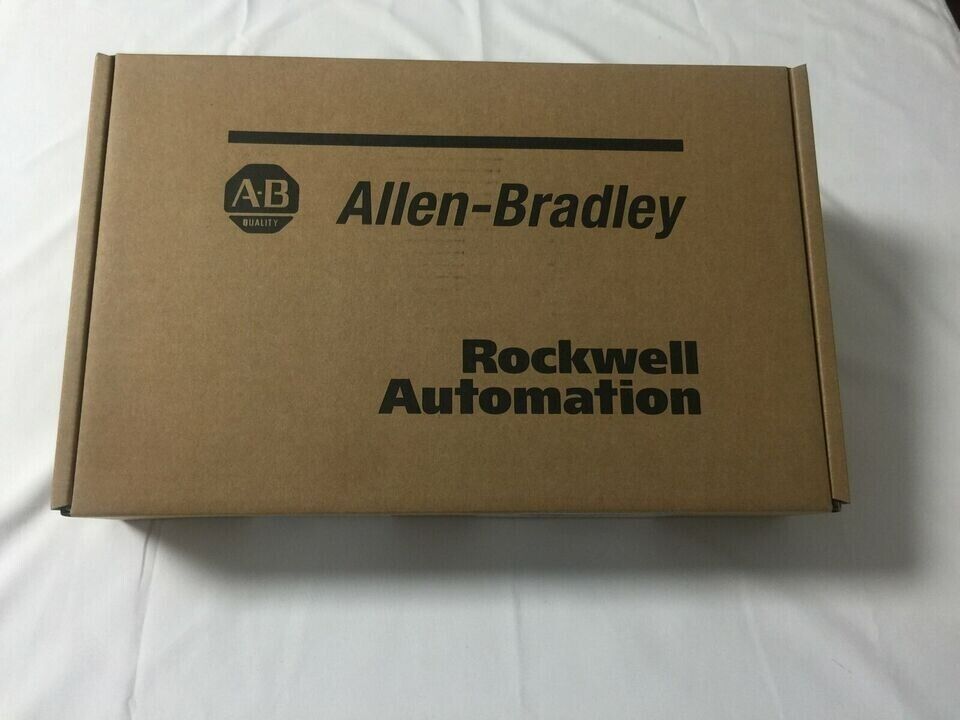 A-B
QUALITY
Allen-Bradley
Rockwell
Automation